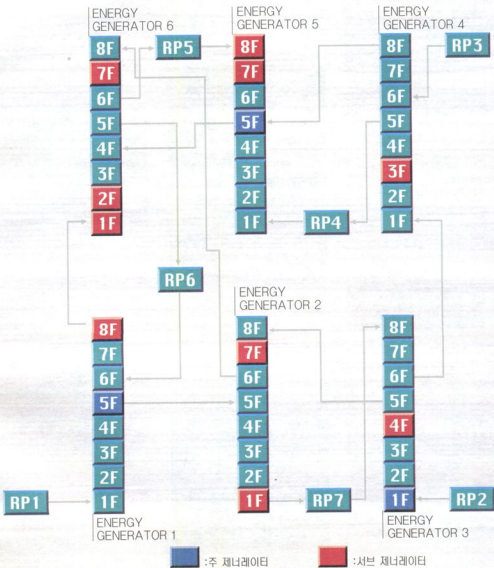 ENERGY
GENERATOR 6
ENERGY
GENERATOR 5
ENERGY
GENERATOR 4
8F
7F
6F
5F
4F
3F
2F
1F
RP5
8F
7F
6F
5F
4F
3F
2F
1F
RP4
8F
7F
6F
5F
4F
3F
2F
1F
RP3
RP6
ENERGY
GENERATOR 2
8F
7F
6F
5F
4F
3F
2F
1F
RP1
ENERGY
GENERATOR 1
8F
7F
6F
5F
4F
3F
2F
1F
RP7
8F
7F
6F
5F
4F
3F
2F
1F
RP2
ENERGY
GENERATOR 3
:주 제너레이터
:서브 제너레이터